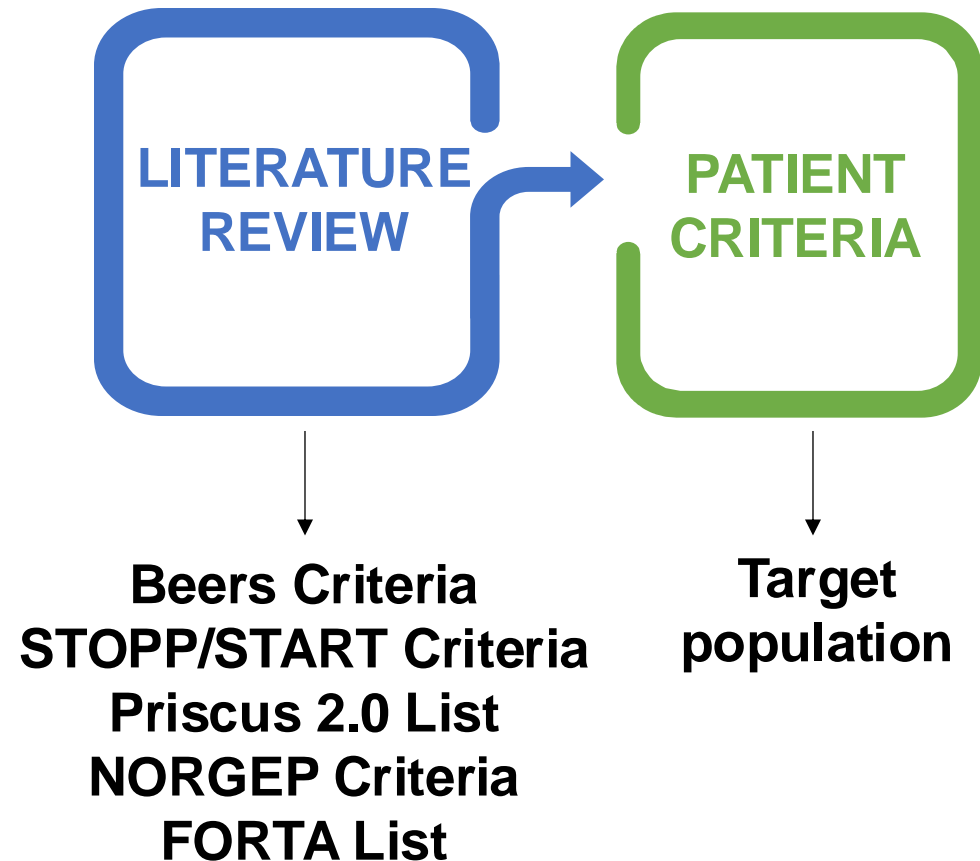 LITERATURE
REVIEW
PATIENT
CRITERIA
Beers Criteria
STOPP/START Criteria
Priscus 2.0 List
NORGEP Criteria
FORTA List
Target
population